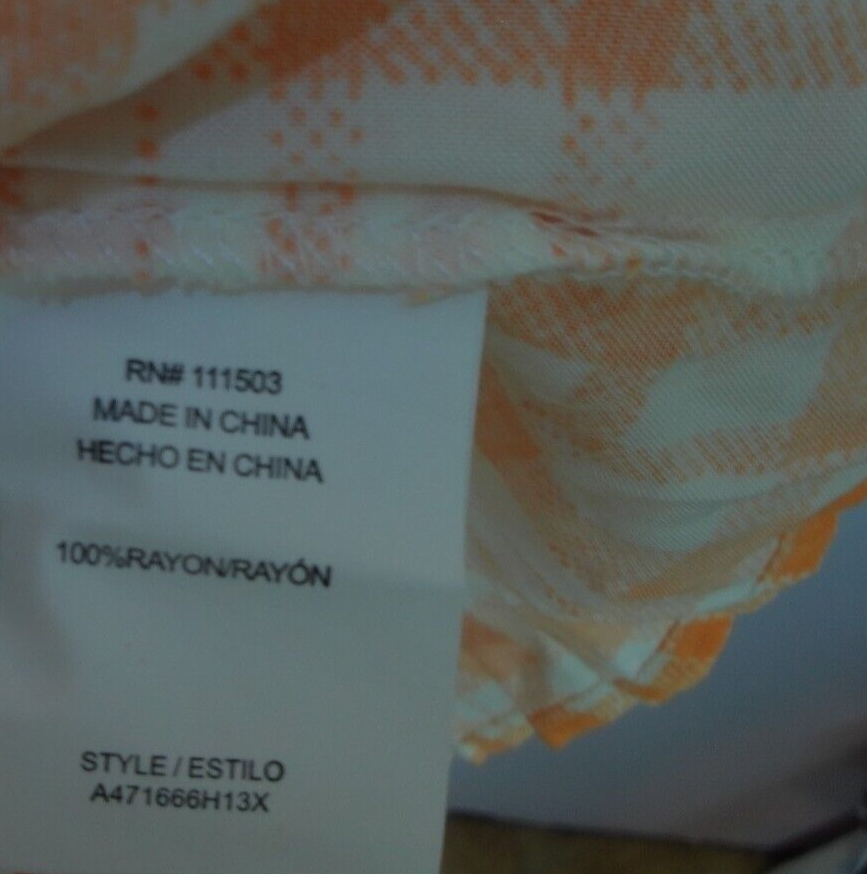 RN# 111503
MADE IN CHINA
HECHO EN CHINA
100%RAYON/RAYÓN
STYLE / ESTILO
A471666H13X